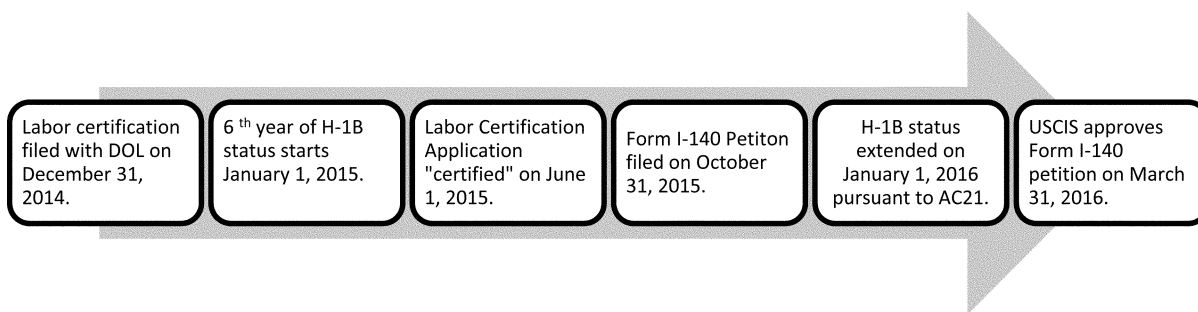 Labor certification
filed with DOL on
December 31,
2014.
6 th year of H-1B
status starts
January 1, 2015.
Labor Certification
Application
"certified" on June
1, 2015.
Form I-140 Petiton
filed on October
31, 2015.
H-1B status
extended on
January 1, 2016
pursuant to AC21.
USCIS approves
Form I-140
petition on March
31, 2016.